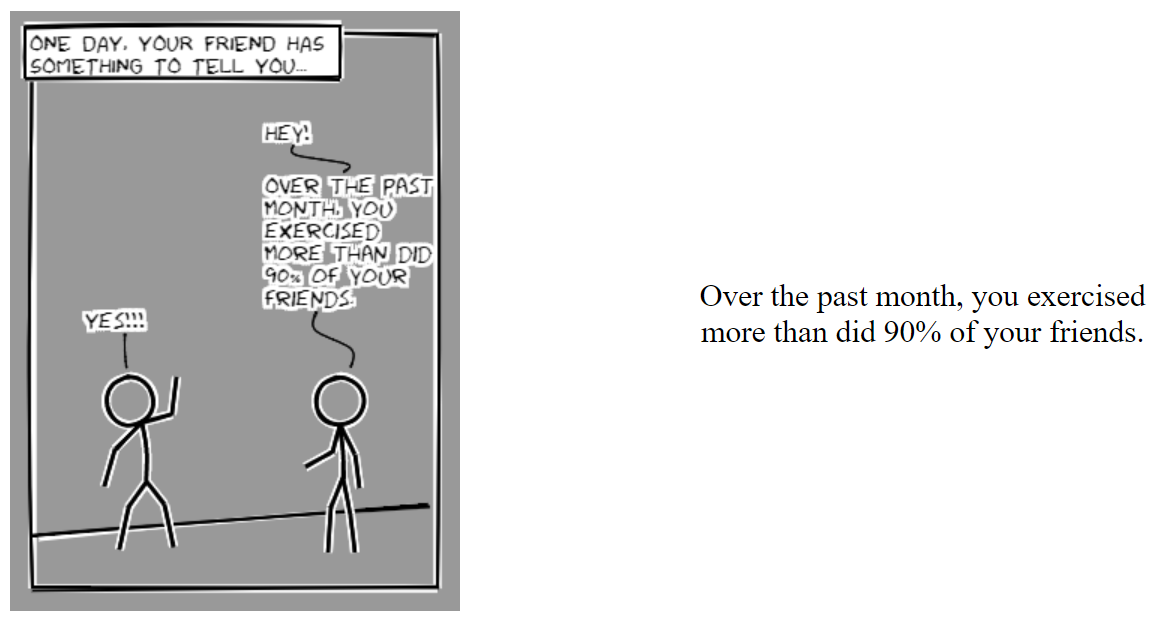 ONE DAY, YOUR FRIEND HAS
SOMETHING TO TELL YOU...
HEY!
OVER THE PAST
MONTH, YOU
EXERCISED
MORE THAN DID
90% OF YOUR
FRIENDS.
YES!!!
Over the past month, you exercised
more than did 90% of your friends.